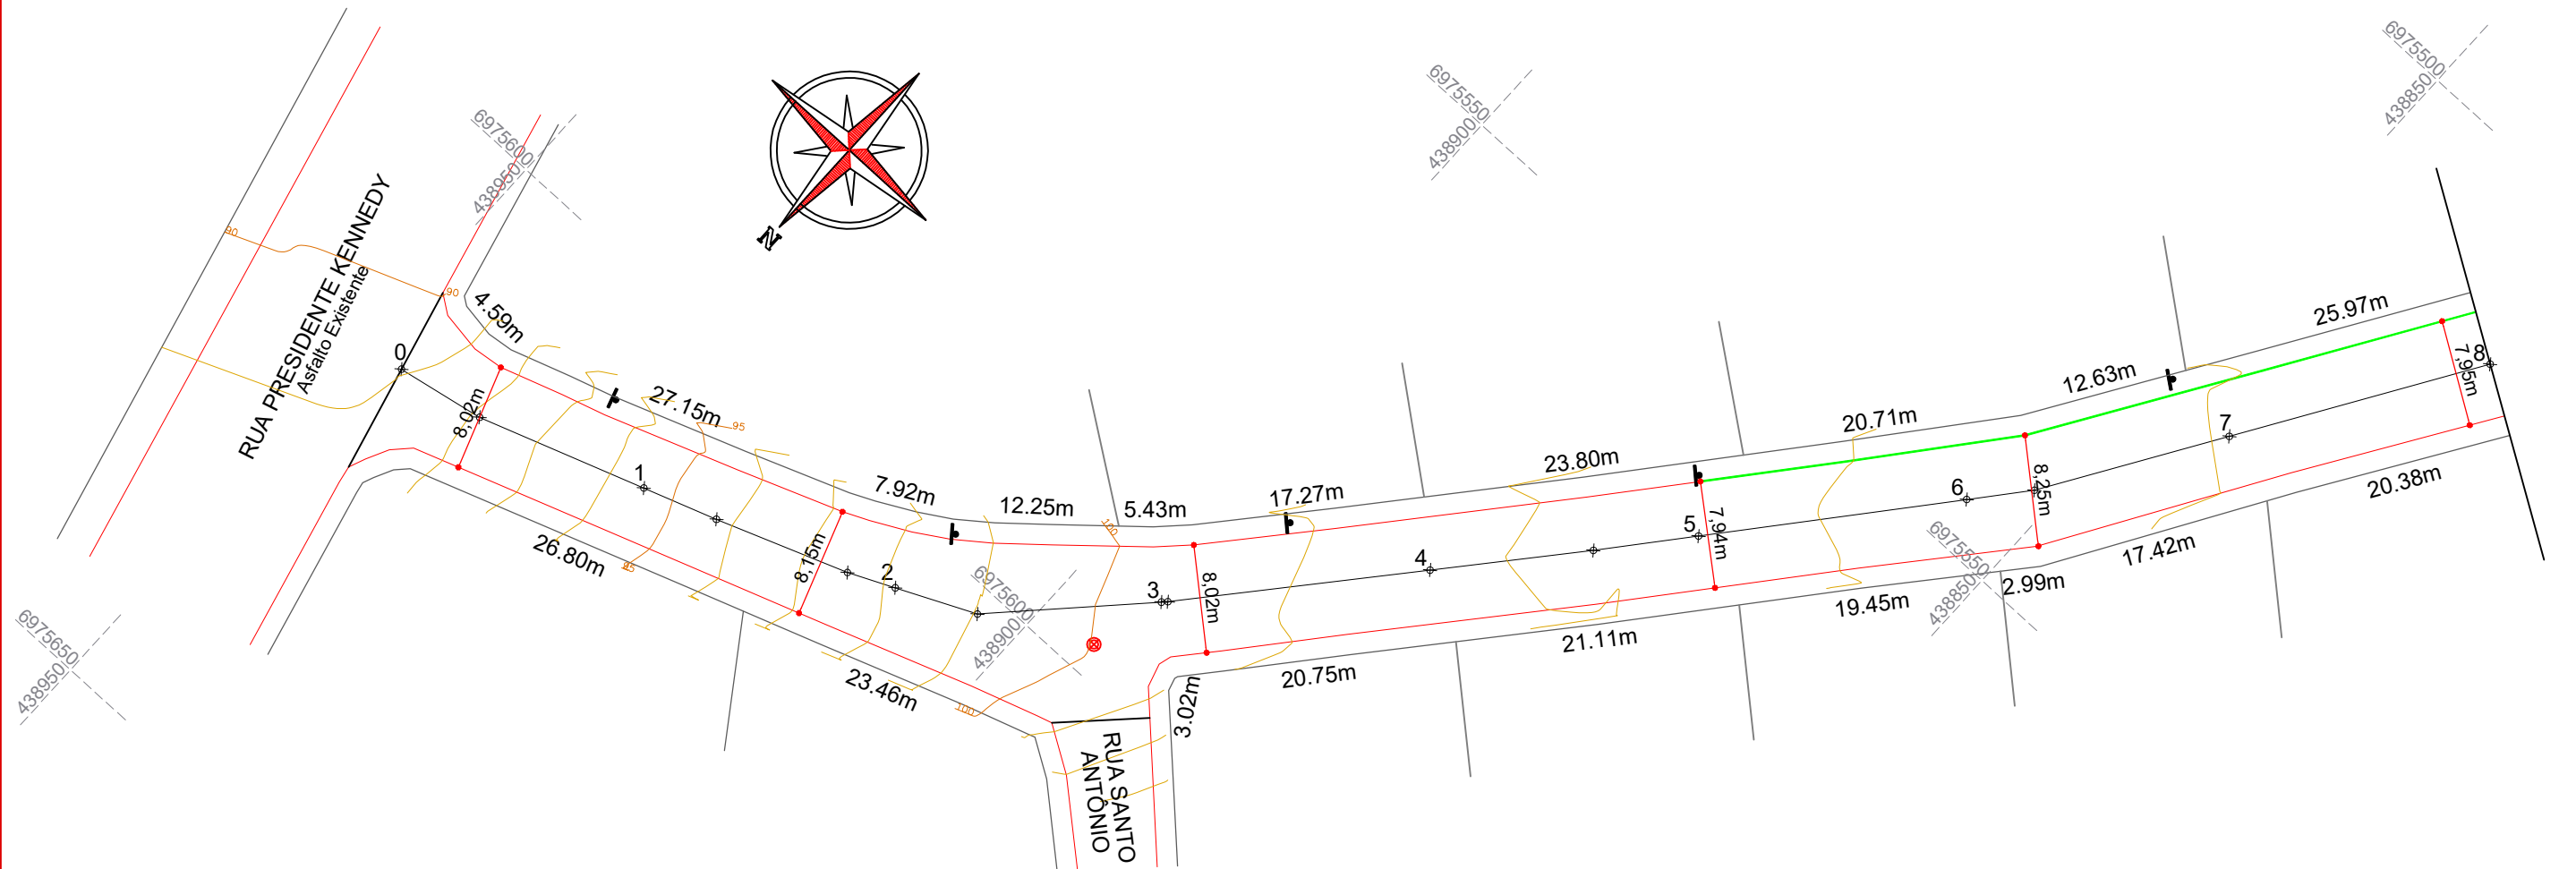 6975600
438950
6975550
438900
6975500
438850
N
90
90
RUA PRESIDENTE KENNEDY
Asfalto Existente
4.59m
0
8,02m
27.15m
95
1
26.80m
95
7.92m
12.25m
100
5.43m
17.27m
23.80m
20.71m
12.63m
25.97m
8,15m
2
3
8,02m
4
5
7,94m
6
8,25m
7
7,95m
8
6975650
438950
6975600
438900
6975550
438850
23.46m
100
3.02m
20.75m
21.11m
19.45m
2.99m
17.42m
20.38m
RUA SANTO
ANTÔNIO